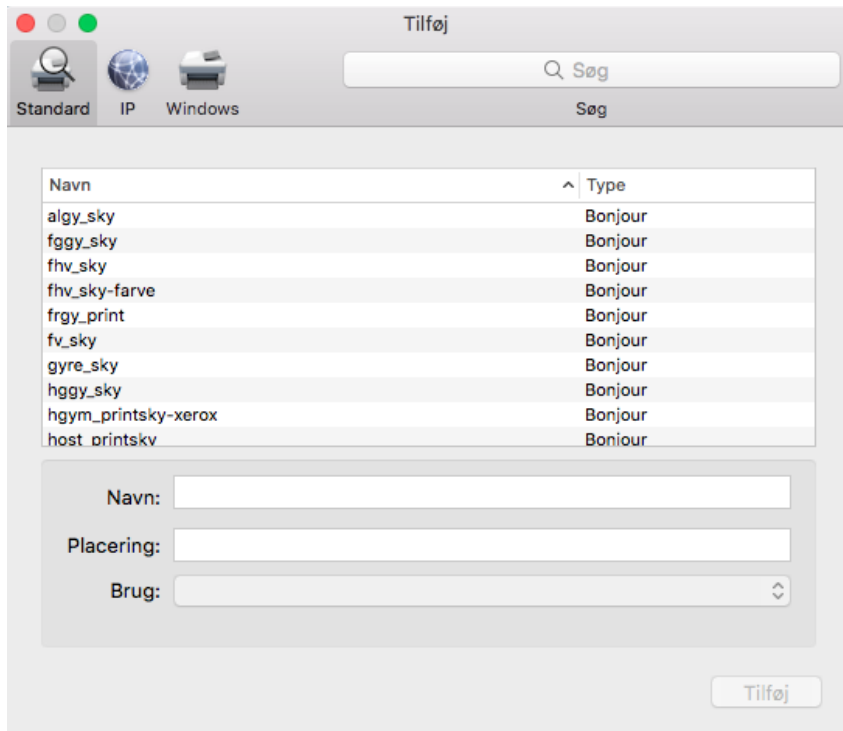 Tilføj
Søg
Standard IP Windows Søg
Navn Type
algy_sky Bonjour
fggy_sky Bonjour
fhv_sky Bonjour
fhv_sky-farve Bonjour
frgy_print Bonjour
fv_sky Bonjour
gyre_sky Bonjour
hggy_sky Bonjour
hgym_printsky-xerox Bonjour
host_printsky Bonjour
Navn:
Placering:
Brug:
Tilføj